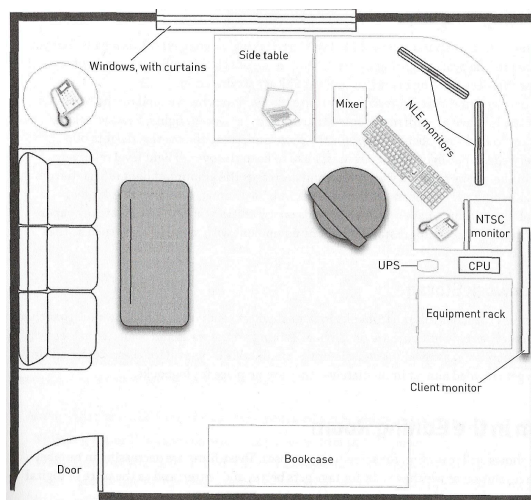 Windows, with curtains
Side table
Mixer
NLE monitors
NTSC
monitor
UPS
CPU
Equipment rack
Client monitor
Door
Bookcase